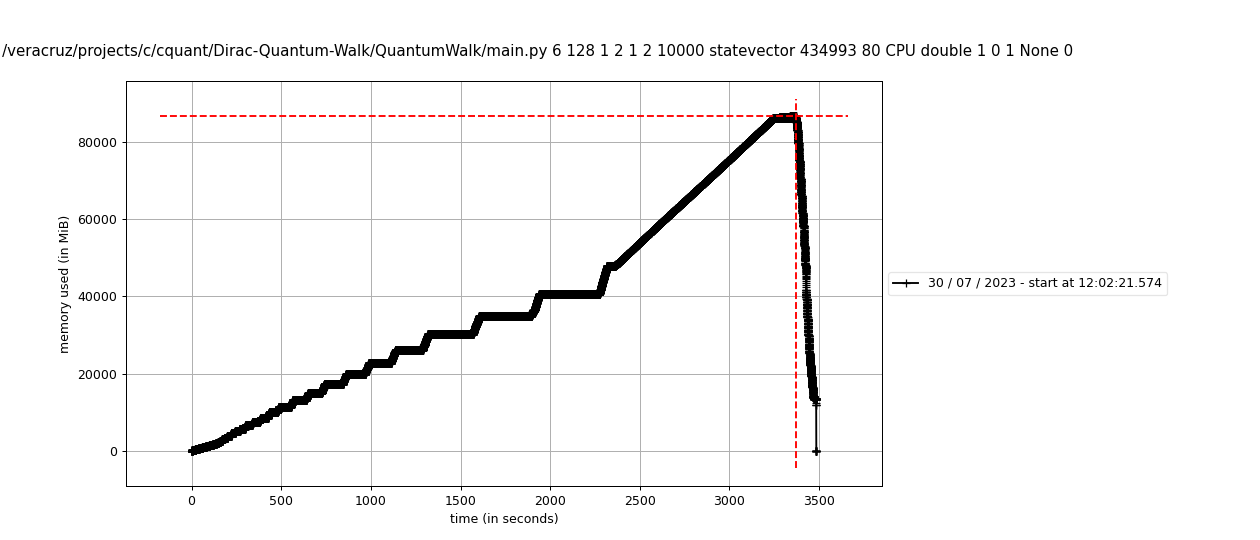 /veracruz/projects/c/cquant/Dirac-Quantum-Walk/QuantumWalk/main.py 6 128 1 2 1 2 10000 statevector 434993 80 CPU double 1 0 1 None 0
80000
60000
40000
20000
0
memory used (in MiB)
30 / 07 / 2023 - start at 12:02:21.574
0 500 1000 1500 2000 2500 3000 3500
time (in seconds)